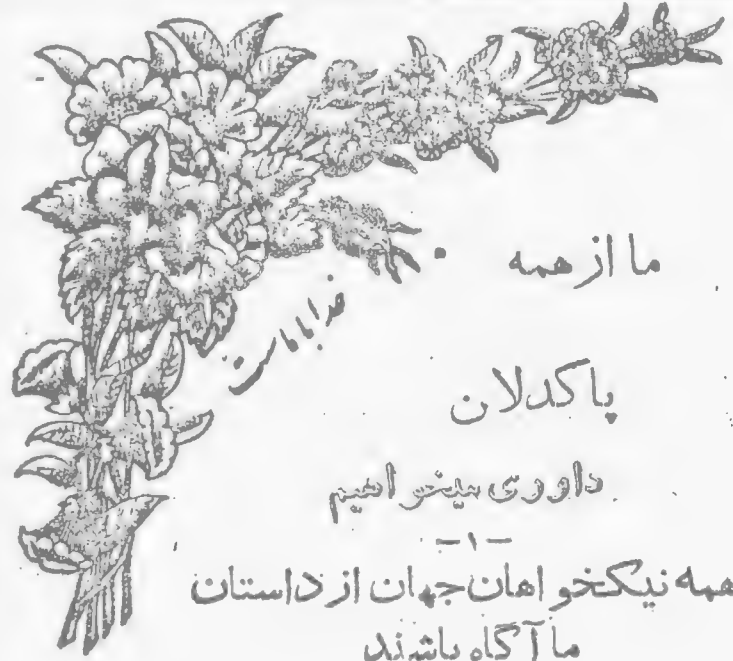 خدا با ماست
ما از همه
پاکدلان
داوری میخواهیم
-۱-
همه نیکخواهان جهان از داستان
ما آگاه باشند